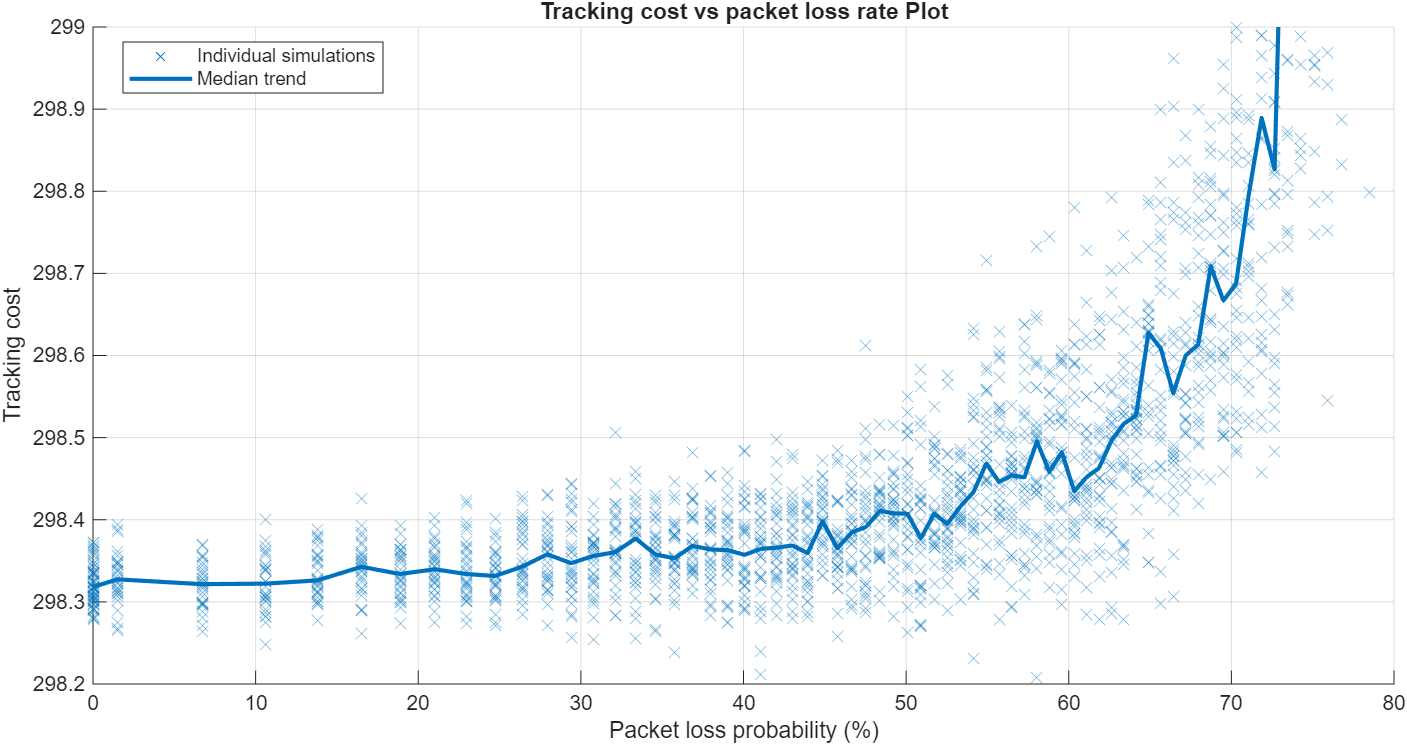 Tracking cost vs packet loss rate Plot
Individual simulations
Median trend
299
298.9
298.8
298.7
298.6
298.5
298.4
298.3
298.2
Tracking cost
0 10 20 30 40 50 60 70 80
Packet loss probability (%)